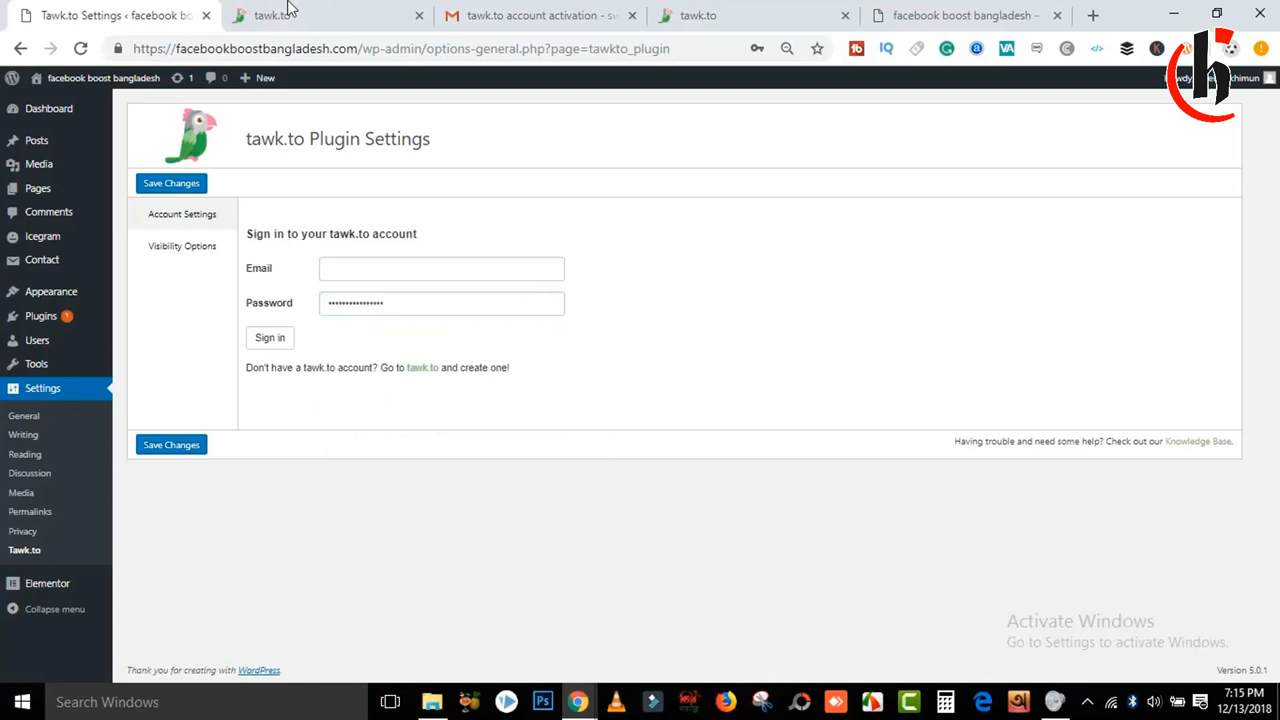 Tawk.to Settings ‹ facebook bo
tawk.to
tawk.to account activation - sw
tawk.to
facebook boost bangladesh –
https://facebookboostbangladesh.com/wp-admin/options-general.php?page=tawkto_plugin
facebook boost bangladesh
1
0
New
Dashboard
Posts
Media
Pages
Comments
Icegram
Contact
Appearance
Plugins 1
Users
Tools
Settings
General
Writing
Reading
Discussion
Media
Permalinks
Privacy
Tawk.to
Elementor
Collapse menu
tawk.to Plugin Settings
Save Changes
Account Settings
Visibility Options
Sign in to your tawk.to account
Email
Password
Sign in
Don't have a tawk.to account? Go to tawk.to and create one!
Save Changes
Having trouble and need some help? Check out our Knowledge Base.
Activate Windows
Go to Settings to activate Windows.
Thank you for creating with WordPress.
Version 5.0.1
Search Windows
7:15 PM
12/13/2018